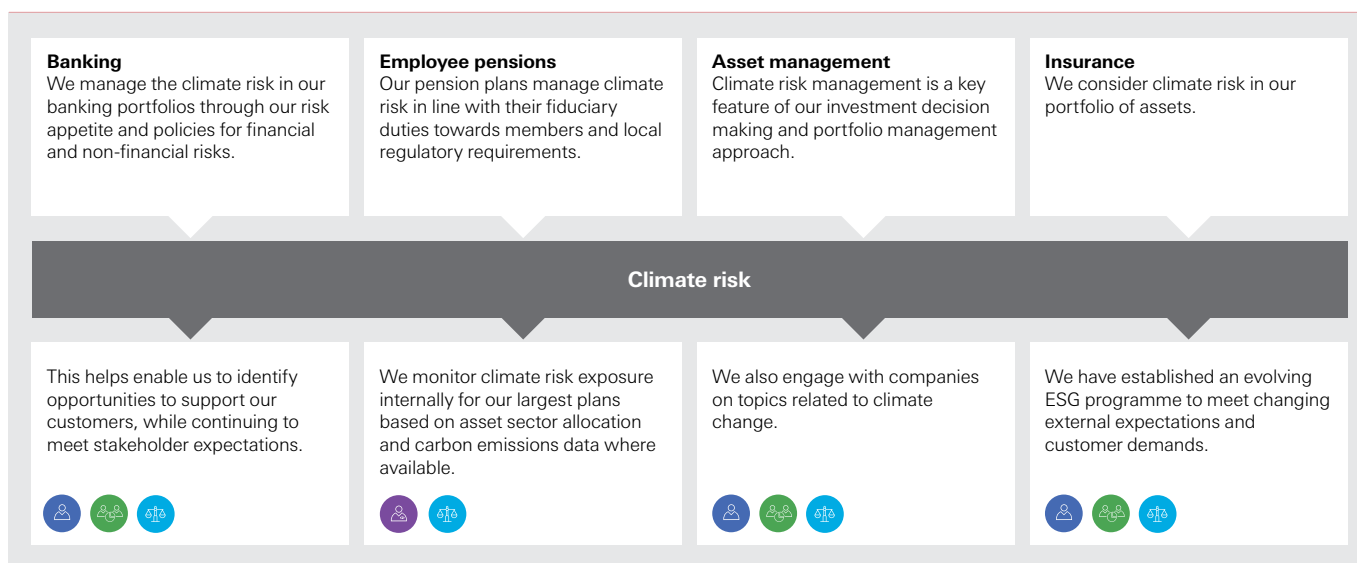 Banking
We manage the climate risk in our
banking portfolios through our risk
appetite and policies for financial
and non-financial risks.
Employee pensions
Our pension plans manage climate
risk in line with their fiduciary
duties towards members and local
regulatory requirements.
Asset management
Climate risk management is a key
feature of our investment decision
making and portfolio management
approach.
Insurance
We consider climate risk in our
portfolio of assets.
Climate risk
This helps enable us to identify
opportunities to support our
customers, while continuing to
meet stakeholder expectations.
We monitor climate risk exposure
internally for our largest plans
based on asset sector allocation
and carbon emissions data where
available.
We also engage with companies
on topics related to climate
change.
We have established an evolving
ESG programme to meet changing
external expectations and
customer demands.